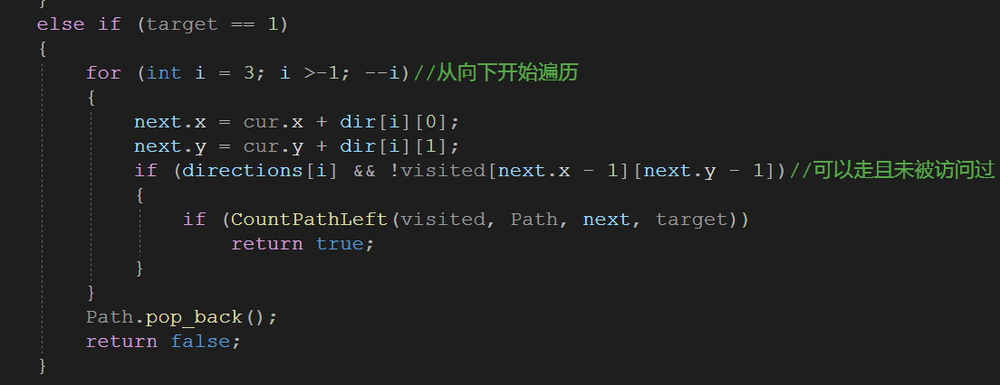 }
else if (target == 1)
{
for (int i = 3; i >-1; --i)//从向下开始遍历
{
next.x = cur.x + dir[i][0];
next.y = cur.y + dir[i][1];
if (directions[i] && !visited[next.x - 1][next.y - 1])//可以走且未被访问过
{
if (CountPathLeft(visited, Path, next, target))
return true;
}
}
Path.pop_back();
return false;
}